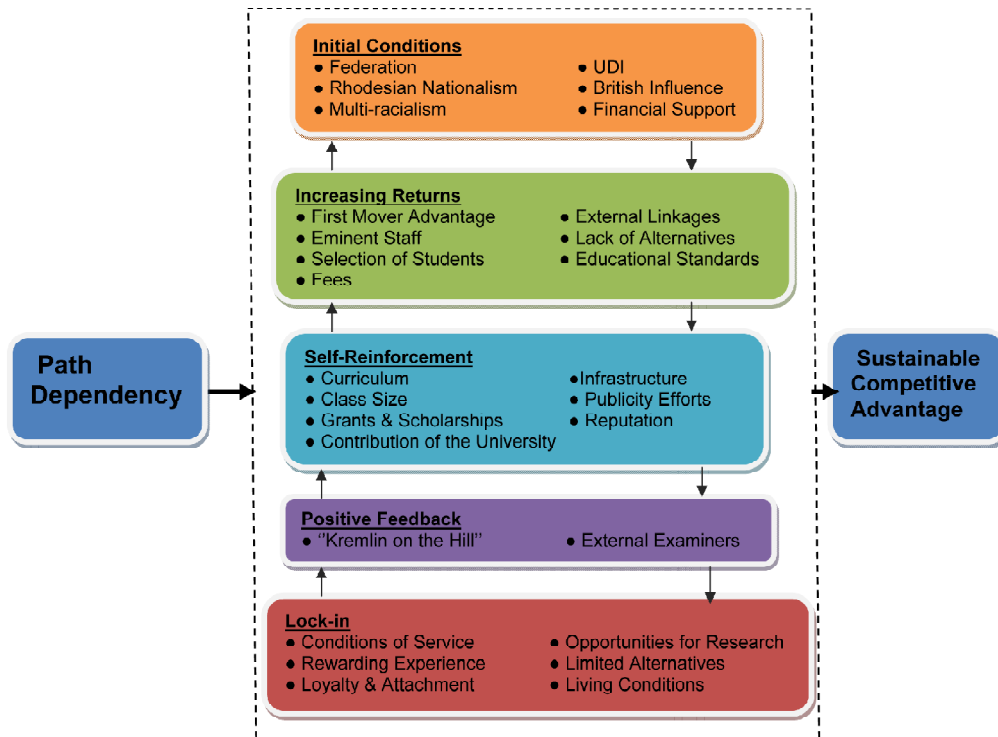 Initial Conditions
● Federation
● Rhodesian Nationalism
● Multi-racialism
● UDI
● British Influence
● Financial Support
Increasing Returns
● First Mover Advantage
● Eminent Staff
● Selection of Students
● Fees
● External Linkages
● Lack of Alternatives
● Educational Standards
Path
Dependency
Self-Reinforcement
● Curriculum
● Class Size
● Grants & Scholarships
● Contribution of the University
●Infrastructure
● Publicity Efforts
● Reputation
Sustainable
Competitive
Advantage
Positive Feedback
● “Kremlin on the Hill”
● External Examiners
Lock-in
● Conditions of Service
● Rewarding Experience
● Loyalty & Attachment
● Opportunities for Research
● Limited Alternatives
● Living Conditions